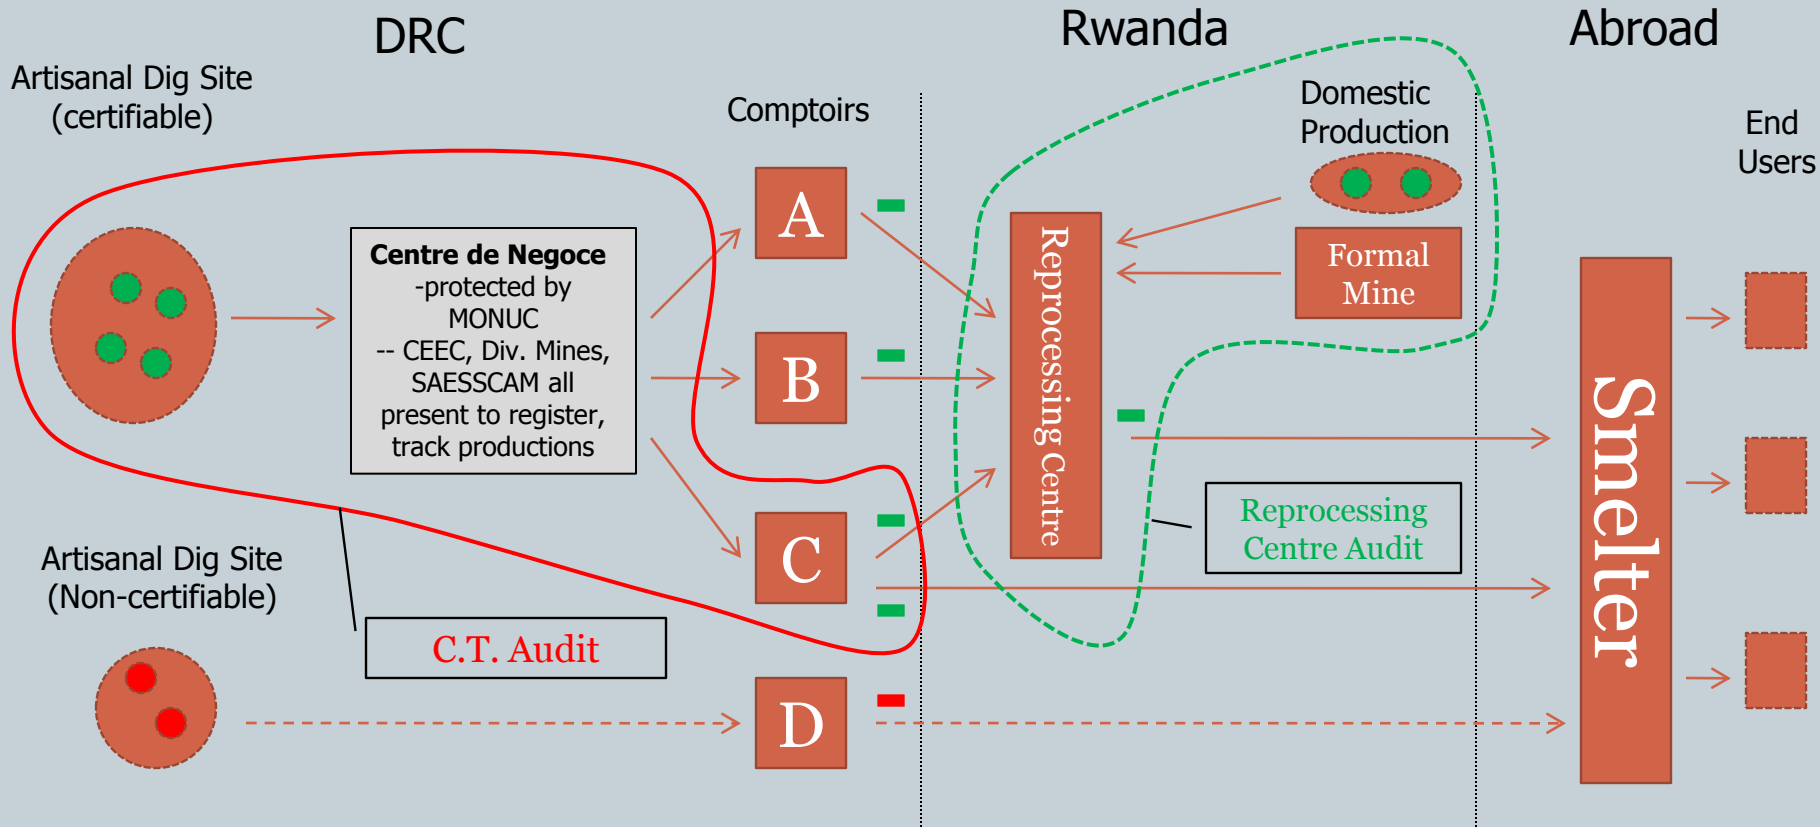 DRC
Rwanda
Abroad
Artisanal Dig Site
(certifiable)
Comptoirs
Domestic
Production
End
Users
Centre de Negoce
-protected by
MONUC
-- CEEC, Div. Mines,
SAESSCAM all
present to register,
track productions
A
B
C
D
Reprocessing Centre
Formal
Mine
Smelter
Reprocessing
Centre Audit
Artisanal Dig Site
(Non-certifiable)
C.T. Audit